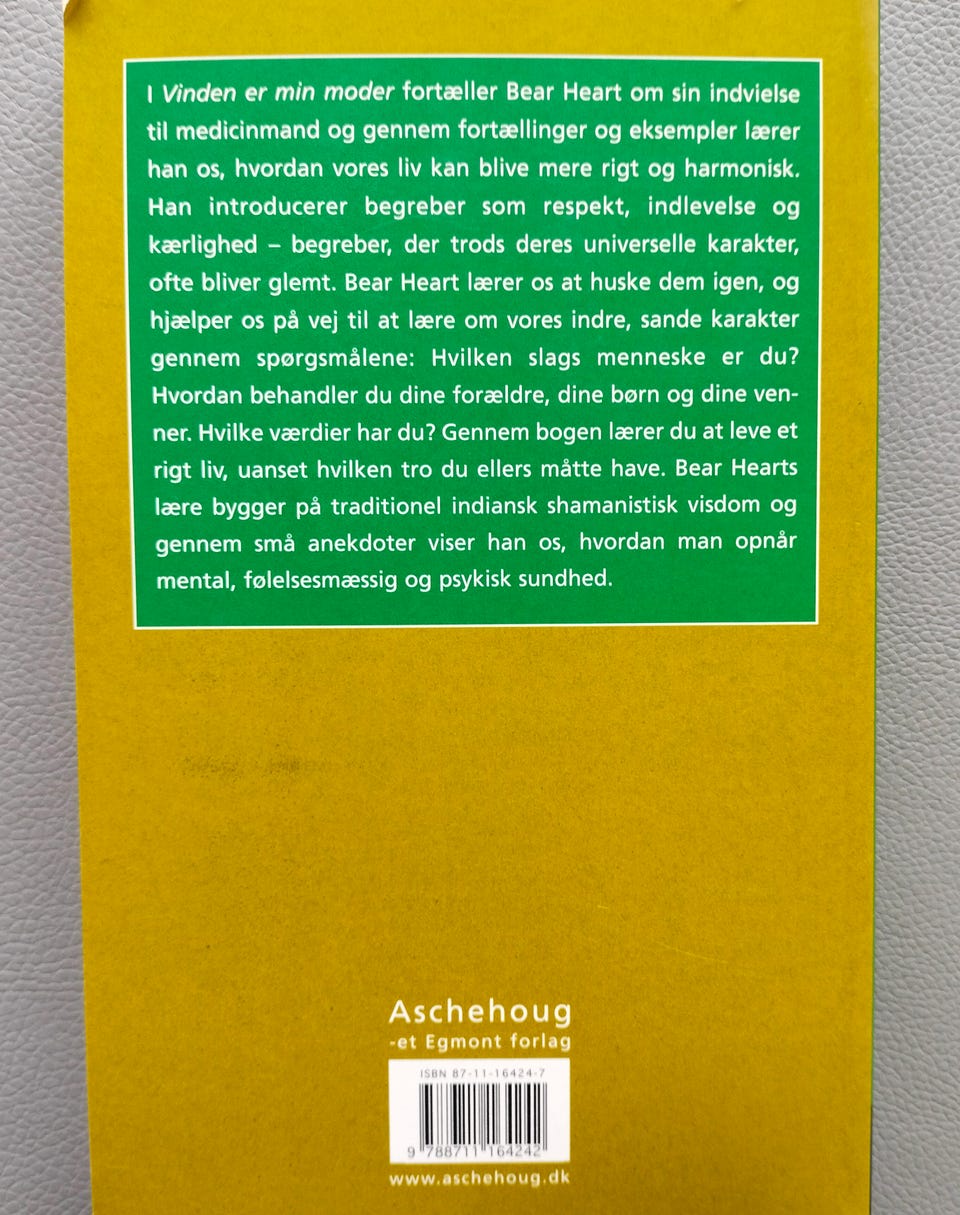 I Vinden er min moder fortæller Bear Heart om sin indvielse
til medicinmand og gennem fortællinger og eksempler lærer
han os, hvordan vores liv kan blive mere rigt og harmonisk.
Han introducerer begreber som respekt, indlevelse og
kærlighed – begreber, der trods deres universelle karakter,
ofte bliver glemt. Bear Heart lærer os at huske dem igen, og
hjælper os på vej til at lære om vores indre, sande karakter
gennem spørgsmålene: Hvilken slags menneske er du?
Hvordan behandler du dine forældre, dine børn og dine ven-
ner. Hvilke værdier har du? Gennem bogen lærer du at leve et
rigt liv, uanset hvilken tro du ellers måtte have. Bear Hearts
lære bygger på traditionel indiansk shamanistisk visdom og
gennem små anekdoter viser han os, hvordan man opnår
mental, følelsesmæssig og psykisk sundhed.
Aschehoug
-et Egmont forlag
ISBN 87-11-16424-7
9 788711 164242
www.aschehoug.dk